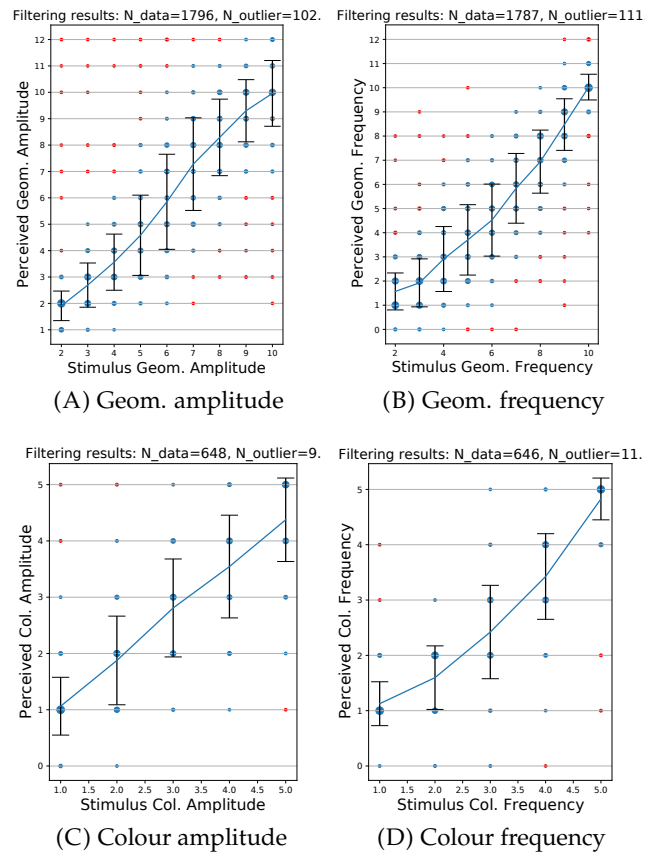 Filtering results: N_data=1796, N_outlier=102.
12
11
10
9
8
7
6
5
4
3
2
1
Perceived Geom. Amplitude
2 3 4 5 6 7 8 9 10
Stimulus Geom. Amplitude
(A) Geom. amplitude
Filtering results: N_data=1787, N_outlier=111
12
11
10
9
8
7
6
5
4
3
2
1
0
Perceived Geom. Frequency
2 4 6 8 10
Stimulus Geom. Frequency
(B) Geom. frequency
Filtering results: N_data=648, N_outlier=9.
5
4
3
2
1
0
Perceived Col. Amplitude
1.0 1.5 2.0 2.5 3.0 3.5 4.0 4.5 5.0
Stimulus Col. Amplitude
(C) Colour amplitude
Filtering results: N_data=646, N_outlier=11.
5
4
3
2
1
0
Perceived Col. Frequency
1.0 1.5 2.0 2.5 3.0 3.5 4.0 4.5 5.0
Stimulus Col. Frequency
(D) Colour frequency